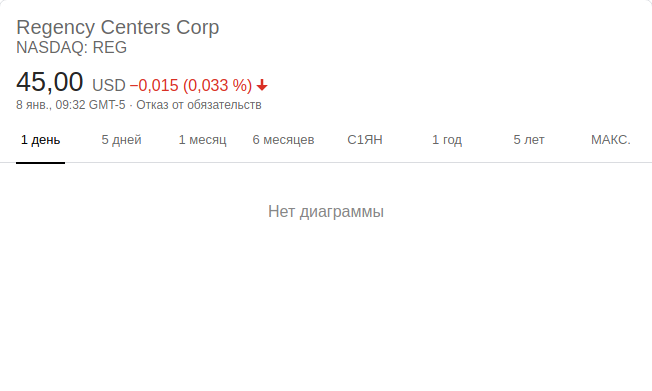 Regency Centers Corp
NASDAQ: REG
45,00 USD −0,015 (0,033 %)
8 янв., 09:32 GMT-5 · Отказ от обязательств
1 день 5 дней 1 месяц 6 месяцев С1ЯН 1 год 5 лет МАКС.
Нет диаграммы